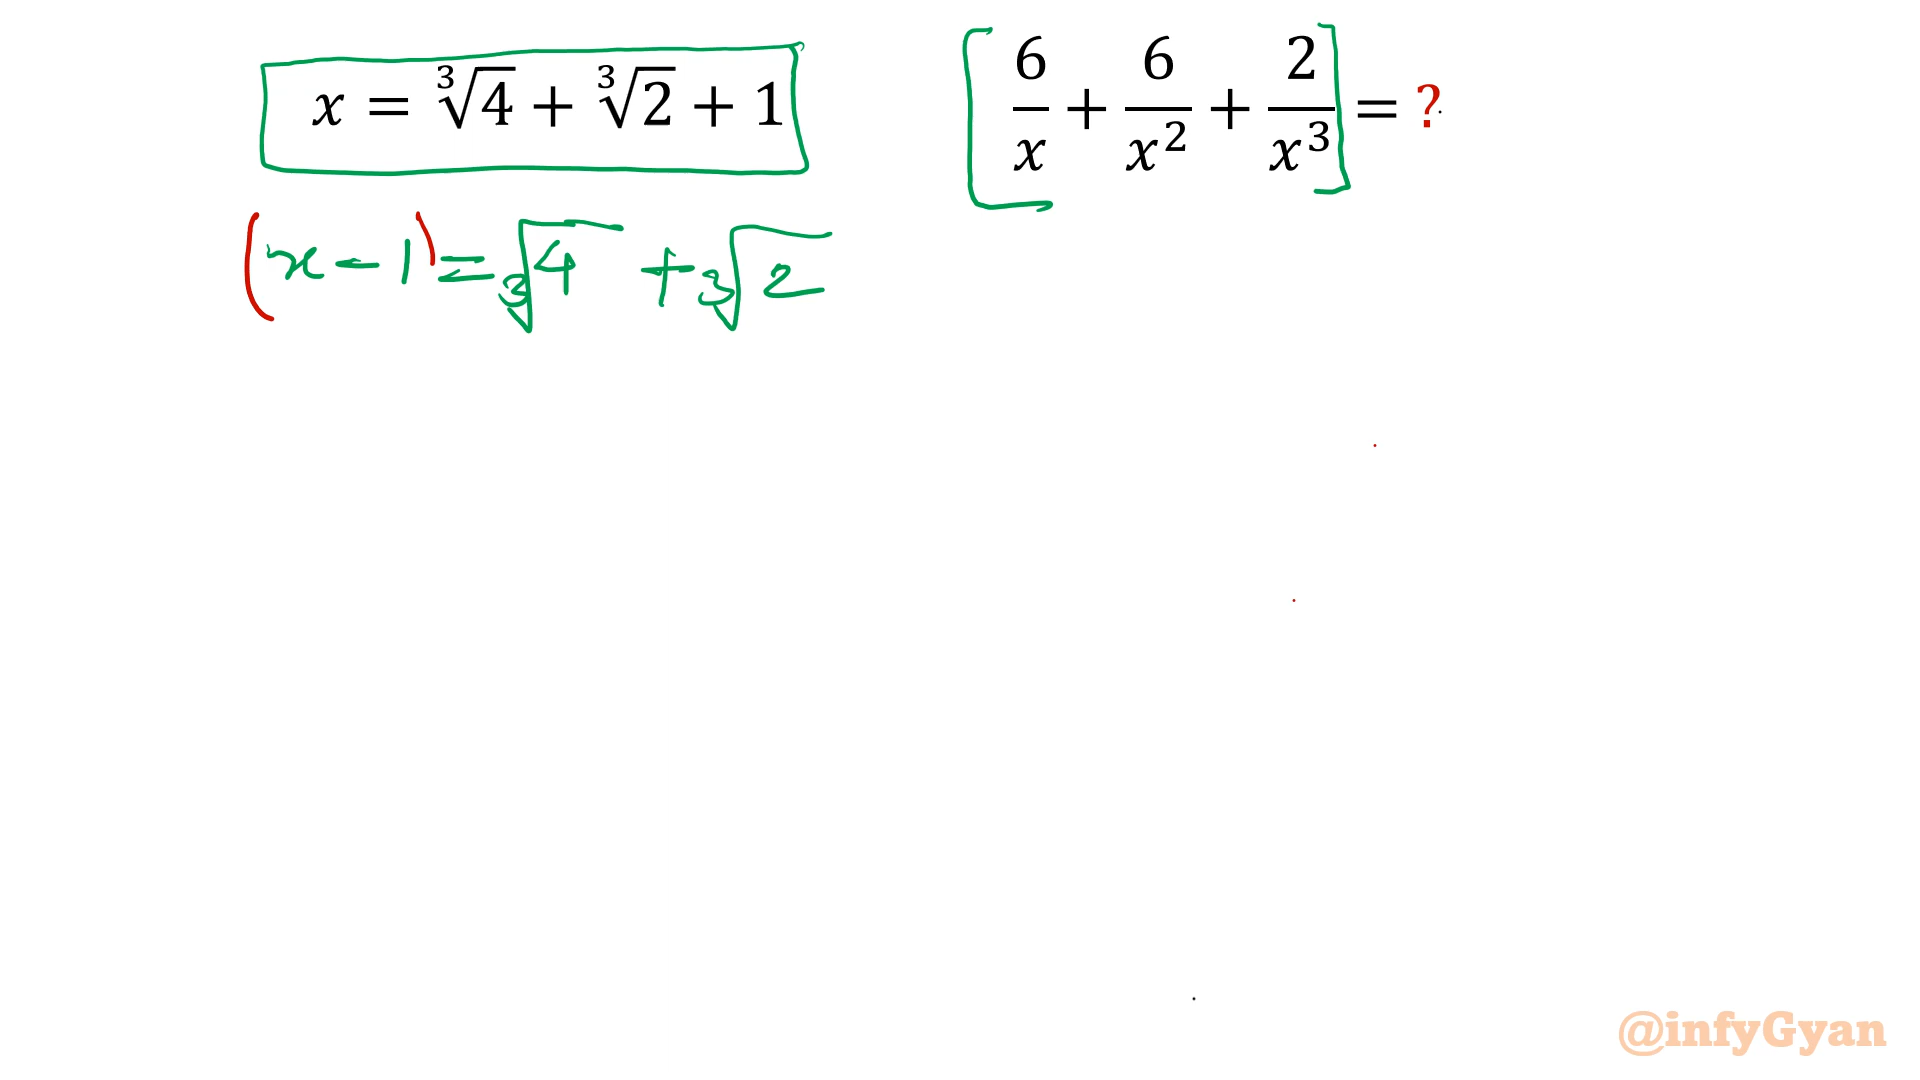 x = ∛4 + ∛2 + 1
6/x + 6/x² + 2/x³ = ?
(x - 1) = ∛4 + ∛2
@infyGyan